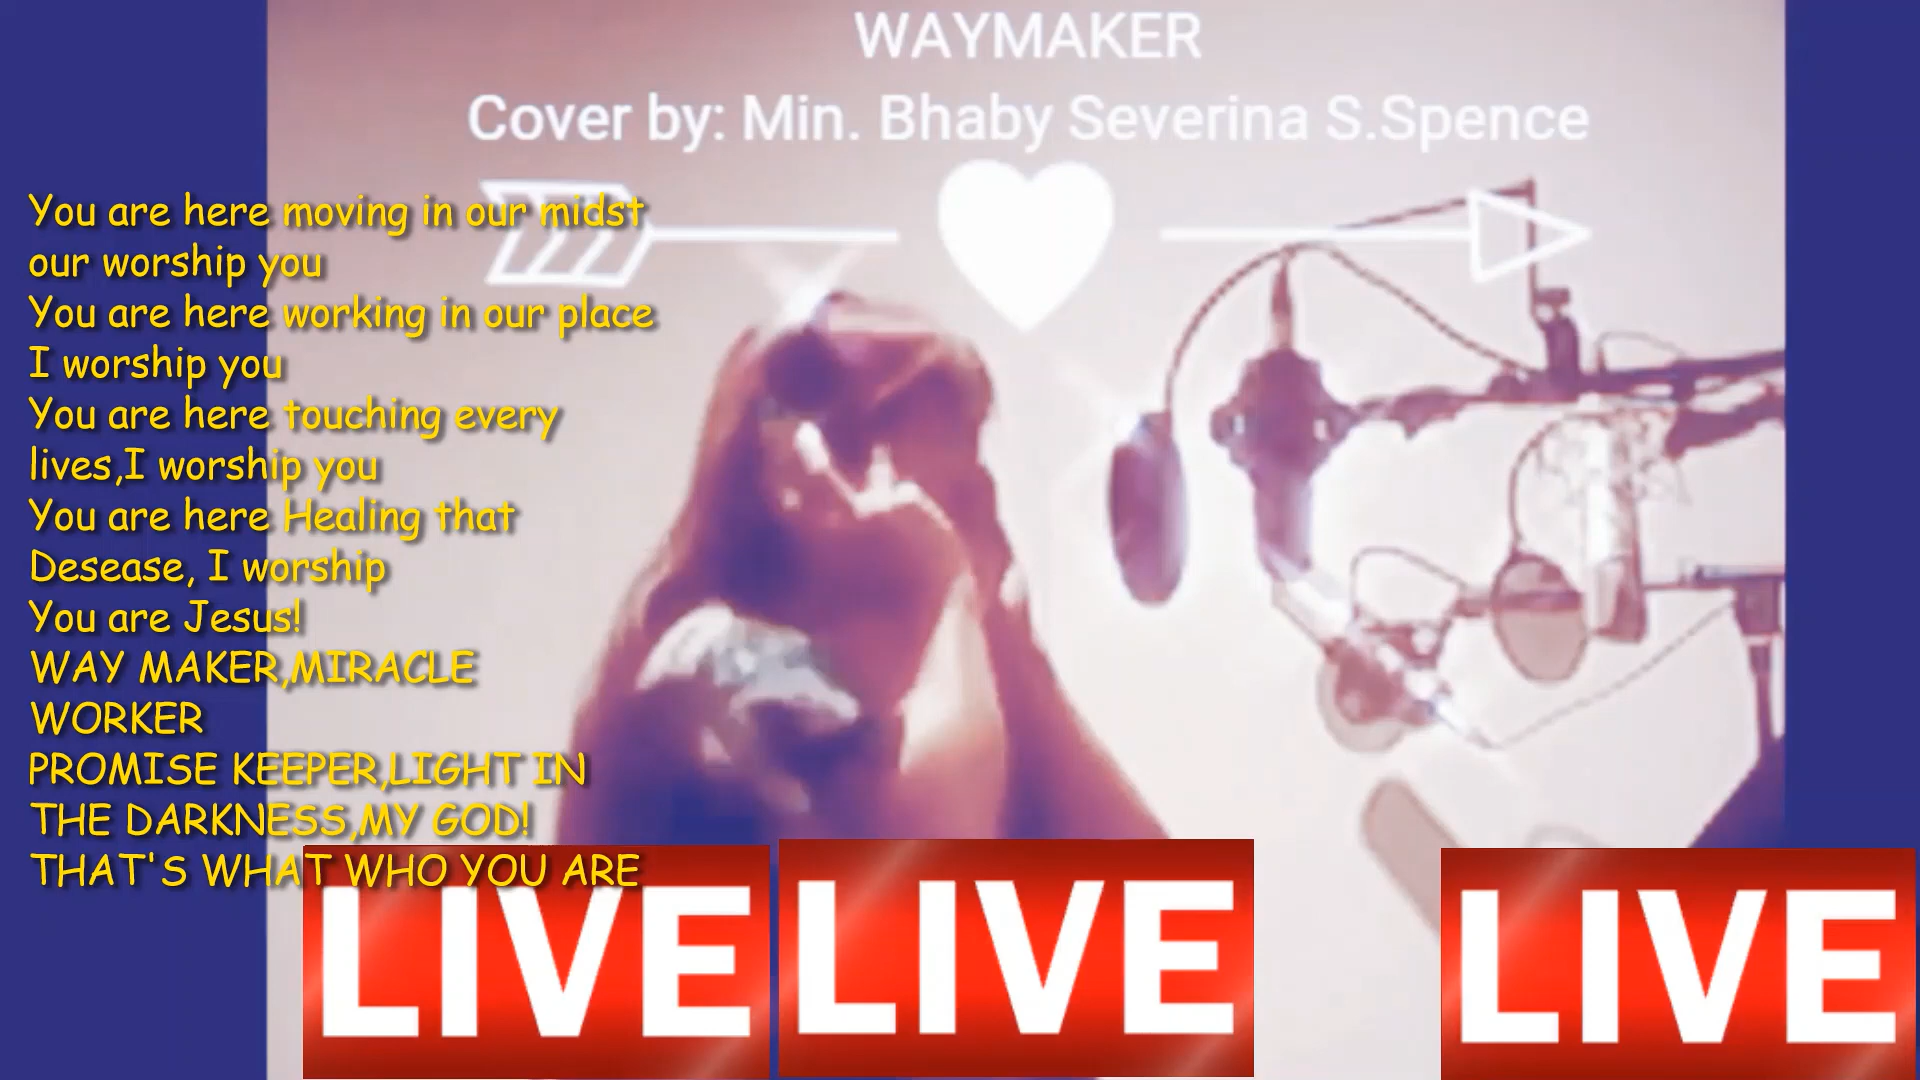 WAYMAKER
Cover by: Min. Bhaby Severina S.Spence
You are here moving in our midst
our worship you
You are here working in our place
I worship you
You are here touching every
lives,I worship you
You are here Healing that
Desease, I worship
You are Jesus!
WAY MAKER,MIRACLE
WORKER
PROMISE KEEPER,LIGHT IN
THE DARKNESS,MY GOD!
THAT'S WHAT WHO YOU ARE
LIVE LIVE LIVE